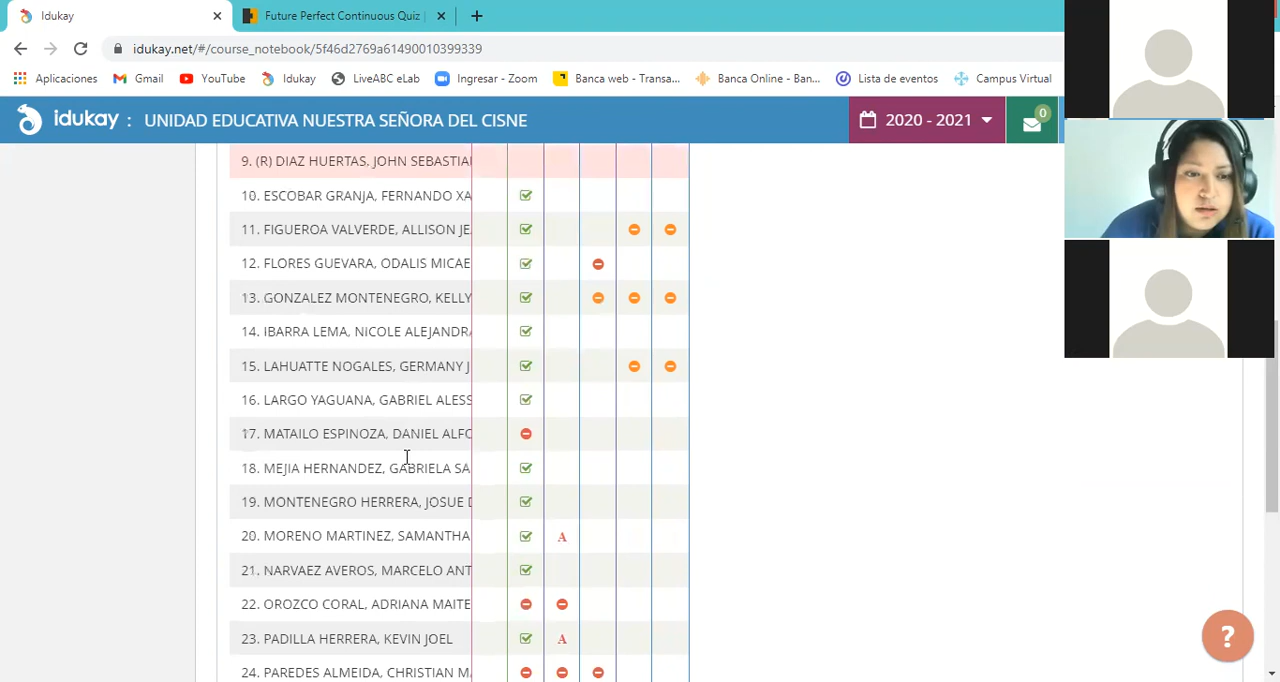 Idukay
Future Perfect Continuous Quiz
idukay.net/#/course_notebook/5f46d2769a61490010399339
Aplicaciones Gmail YouTube Idukay LiveABC eLab Ingresar - Zoom Banca web - Transa... Banca Online - Ban... Lista de eventos Campus Virtual
idukay : UNIDAD EDUCATIVA NUESTRA SEÑORA DEL CISNE 2020 - 2021 0
9. (R) DIAZ HUERTAS, JOHN SEBASTIA
10. ESCOBAR GRANJA, FERNANDO XA
11. FIGUEROA VALVERDE, ALLISON JE
12. FLORES GUEVARA, ODALIS MICAE
13. GONZALEZ MONTENEGRO, KELLY
14. IBARRA LEMA, NICOLE ALEJANDRA
15. LAHUATTE NOGALES, GERMANY J
16. LARGO YAGUANA, GABRIEL ALESS
17. MATAILO ESPINOZA, DANIEL ALFO
18. MEJIA HERNANDEZ, GABRIELA SA
19. MONTENEGRO HERRERA, JOSUE D
20. MORENO MARTINEZ, SAMANTHA A
21. NARVAEZ AVEROS, MARCELO ANT
22. OROZCO CORAL, ADRIANA MAITE
23. PADILLA HERRERA, KEVIN JOEL A
24. PAREDES ALMEIDA, CHRISTIAN MA
?